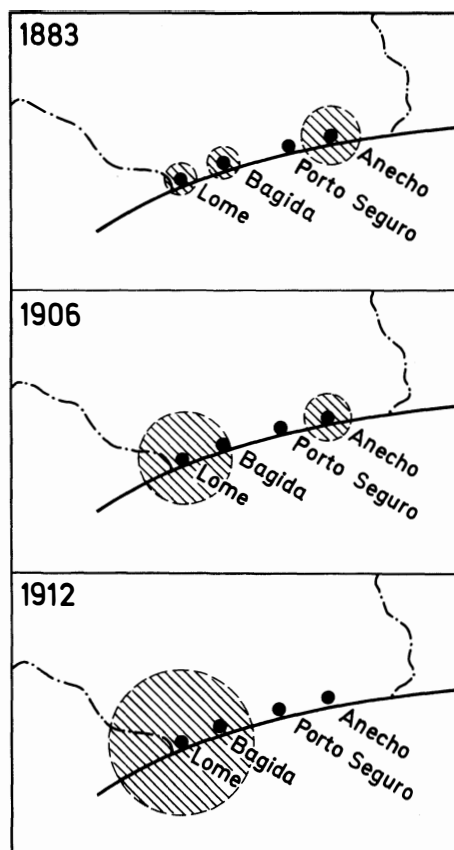 1883
Lome
Bagida
Porto Seguro
Anecho
1906
Lome
Bagida
Porto Seguro
Anecho
1912
Lome
Bagida
Porto Seguro
Anecho